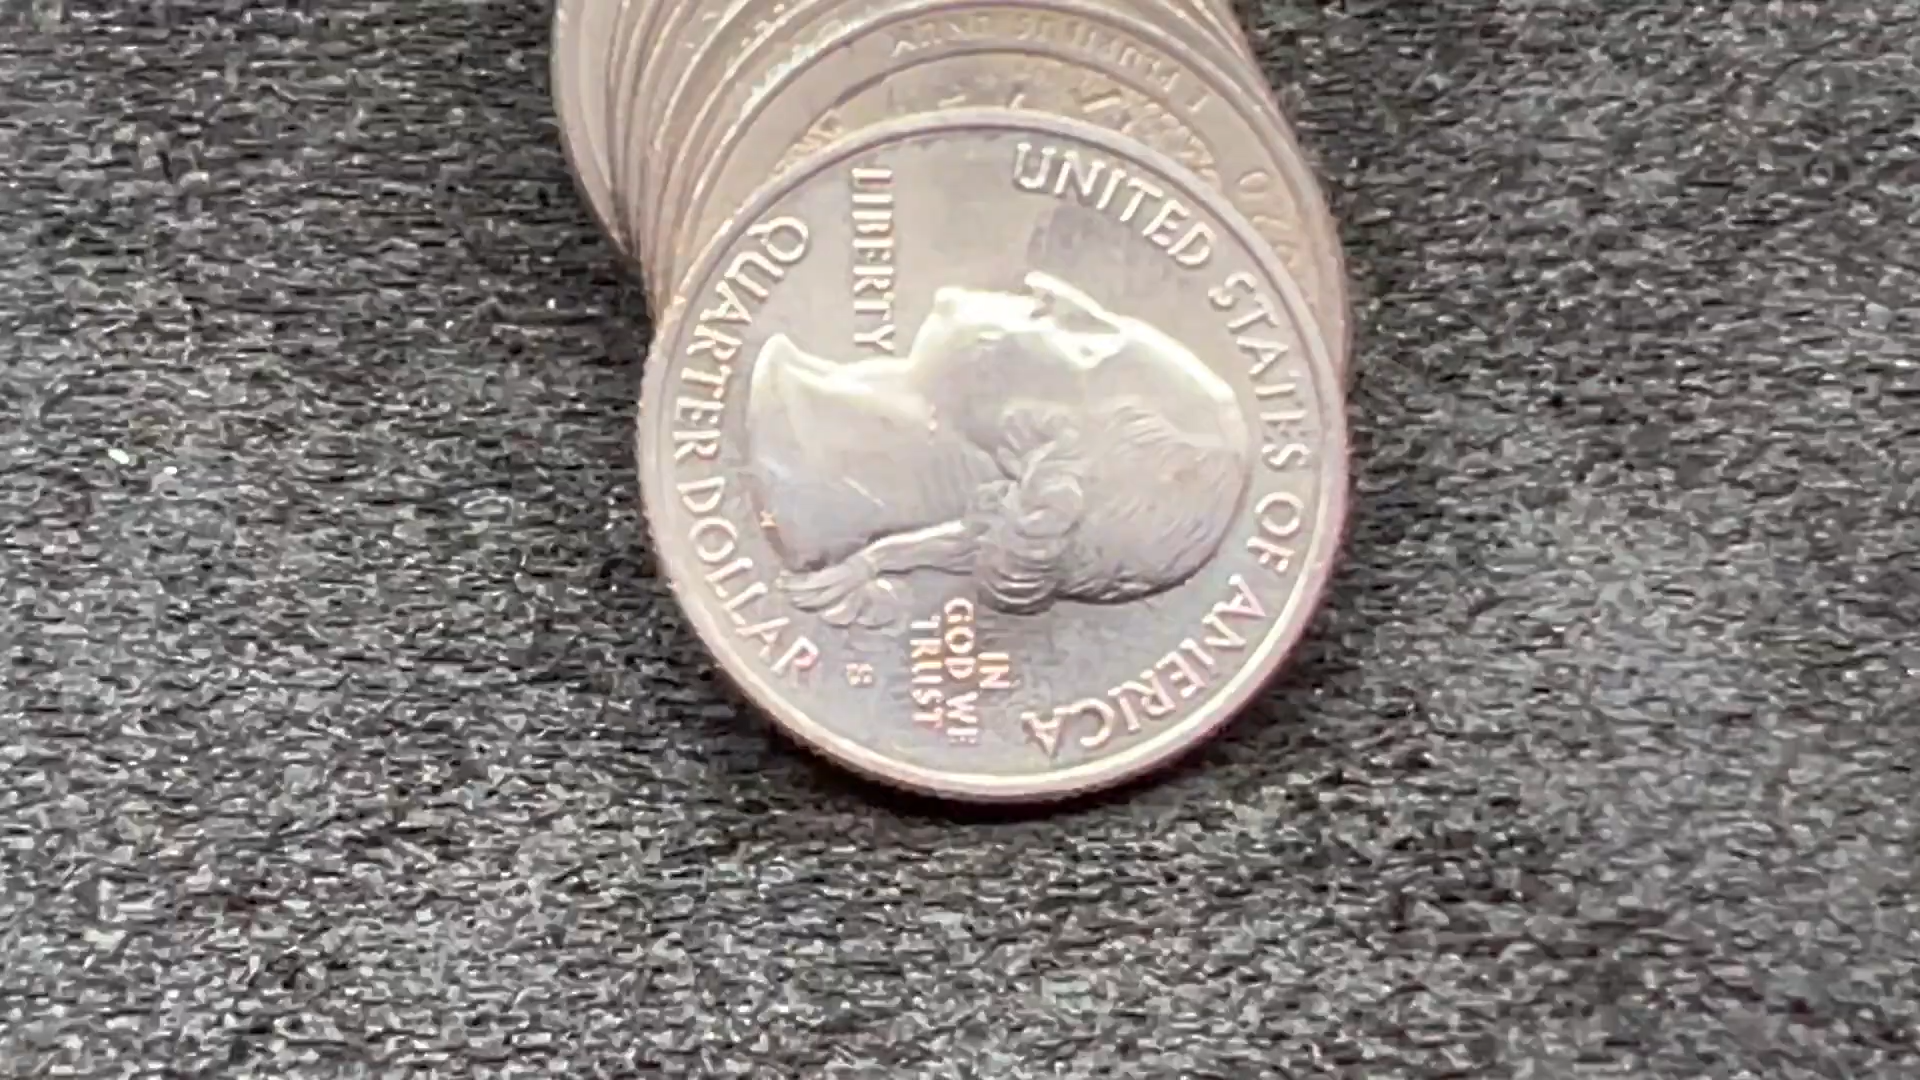 UNITED STATES OF AMERICA
LIBERTY
IN
GOD WE
TRUST
S
QUARTER DOLLAR